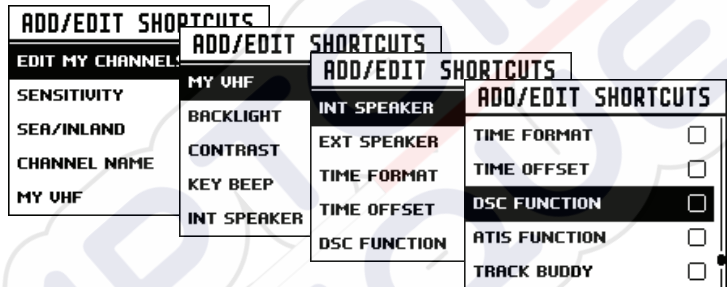 ADD/EDIT SHORTCUTS
EDIT MY CHANNELS
SENSITIVITY
SEA/INLAND
CHANNEL NAME
MY VHF
ADD/EDIT SHORTCUTS
MY VHF
BACKLIGHT
CONTRAST
KEY BEEP
INT SPEAKER
ADD/EDIT SHORTCUTS
INT SPEAKER
EXT SPEAKER
TIME FORMAT
TIME OFFSET
DSC FUNCTION
ADD/EDIT SHORTCUTS
TIME FORMAT
TIME OFFSET
DSC FUNCTION
ATIS FUNCTION
TRACK BUDDY